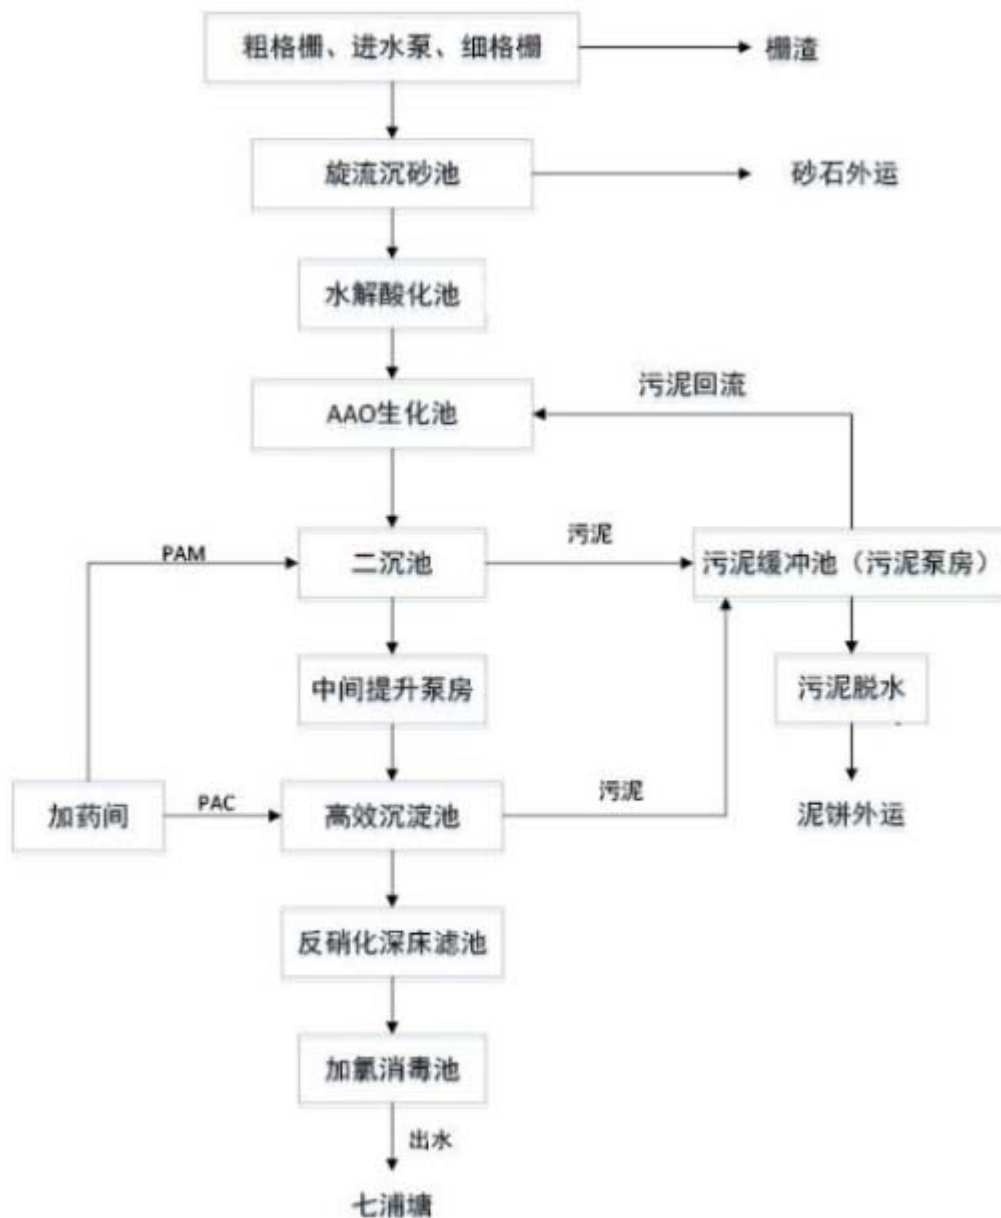 粗格栅、进水泵、细格栅
栅渣
旋流沉砂池
砂石外运
水解酸化池
污泥回流
AAO生化池
污泥
PAM
二沉池
污泥缓冲池（污泥泵房）
中间提升泵房
污泥脱水
污泥
PAC
加药间
高效沉淀池
泥饼外运
反硝化深床滤池
加氯消毒池
出水
七浦塘